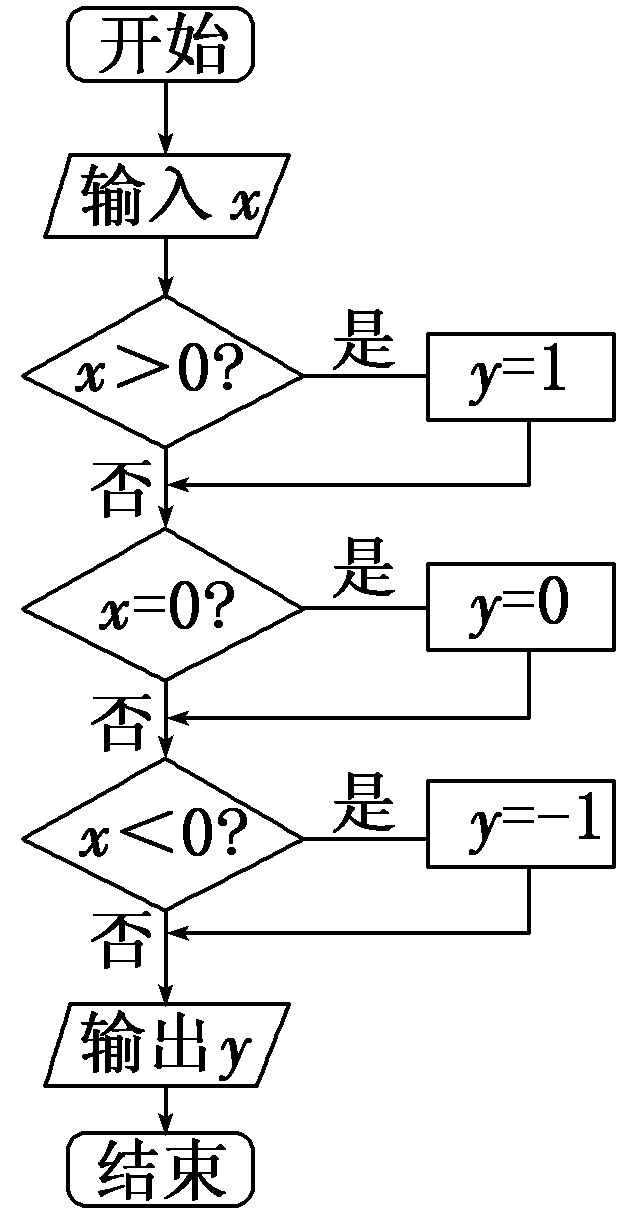 开始
输入 x
x＞0?
是
y=1
否
x=0?
是
y=0
否
x＜0?
是
y=-1
否
输出y
结束